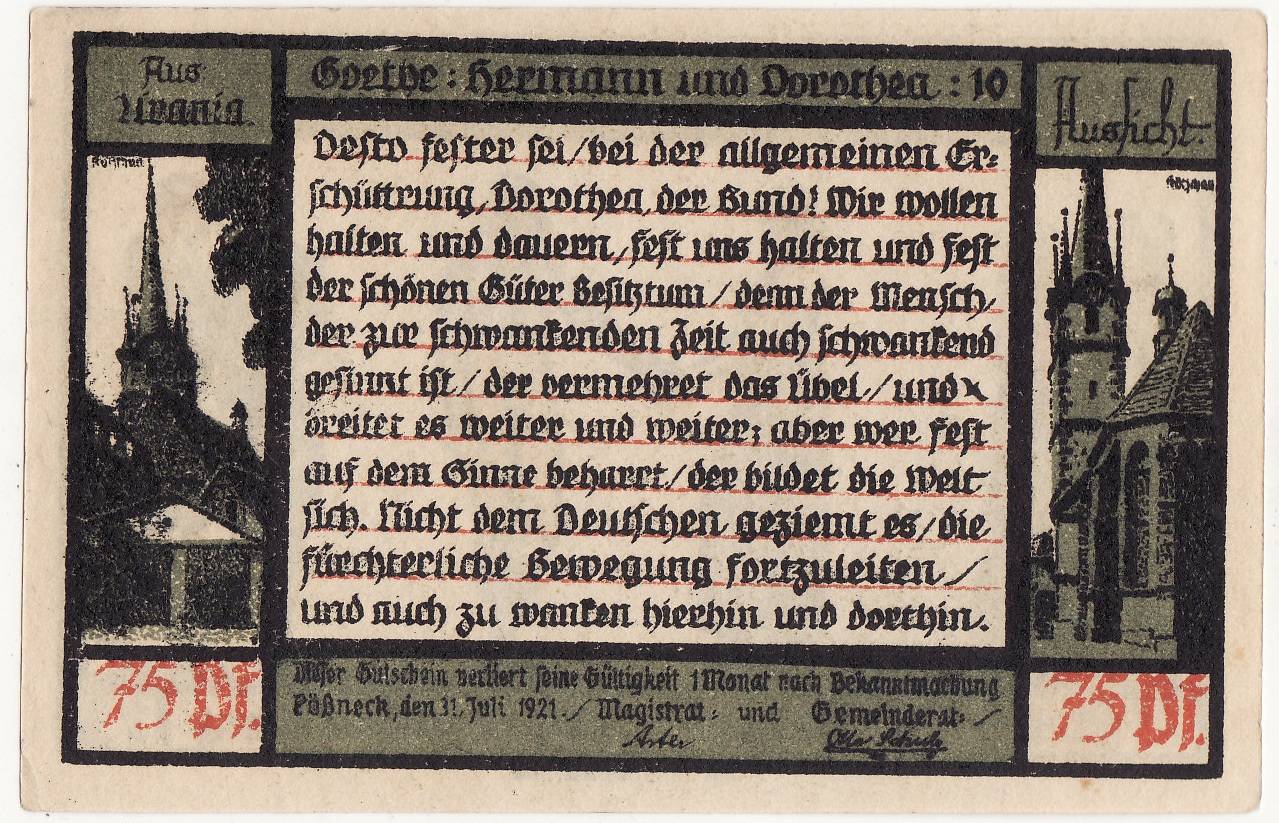 Aus
Urania.
Goethe: Hermann und Dorothea: 10
Aussicht.
Desto fester sei/bei der allgemeinen Er=
schüttrung, Dorothea, der Bund! Wir wollen
halten und dauern/fest uns halten und fest
der schönen Güter Besitztum/denn der Mensch/
der zur schwankenden Zeit auch schwankend
gesinnt ist/der vermehret das Übel/und
breitet es weiter und weiter; aber wer fest
auf dem Sinne beharrt/der bildet die Welt
sich. Nicht dem Deutschen geziemt es/die
fürchterliche Bewegung fortzuleiten/
und auch zu wanken hierhin und dorthin.
75 Pf.
Dieser Gutschein verliert seine Gültigkeit 1 Monat nach Bekanntmachung
Pößneck, den 31. Juli 1921./ Magistrat= und Gemeinderat=/
75 Pf.